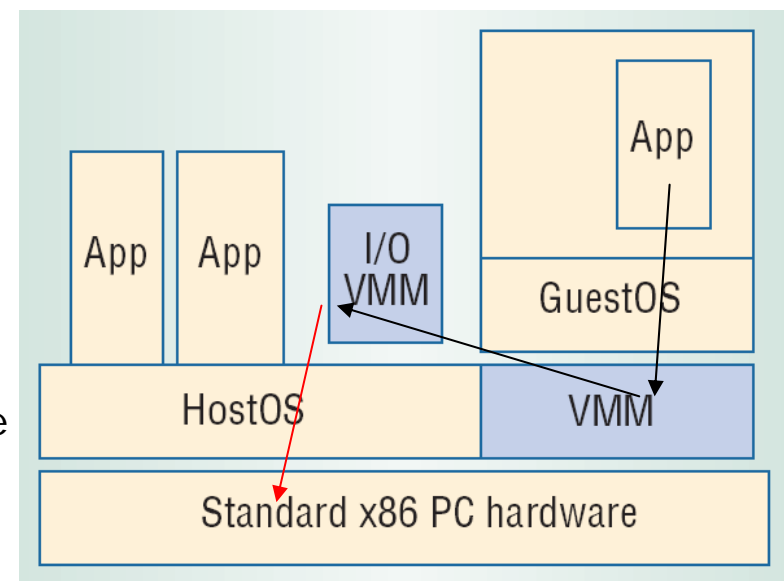 App
App
App
I/O
VMM
GuestOS
HostOS
VMM
e
Standard x86 PC hardware